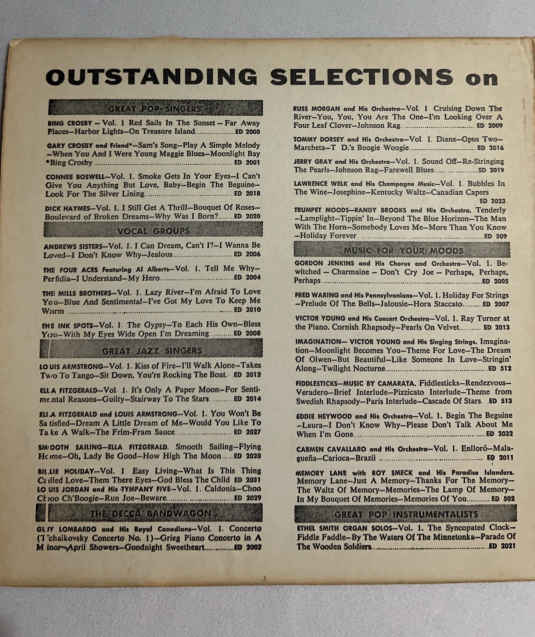 OUTSTANDING SELECTIONS on
GREAT POP SINGERS
BING CROSBY – Vol. 1 Red Sails In The Sunset – Far Away
Places–Harbor Lights–On Treasure Island ED 2000
GARY CROSBY and Friend*–Sam's Song–Play A Simple Melody
–When You And I Were Young Maggie Blues–Moonlight Bay
*Bing Crosby ED 2001
CONNEE BOSWELL–Vol. 1. Smoke Gets In Your Eyes–I Can't
Give You Anything But Love, Baby–Begin The Beguine–
Look For The Silver Lining ED 2018
DICK HAYMES–Vol. 1. I Still Get A Thrill–Bouquet Of Roses–
Boulevard of Broken Dreams–Why Was I Born? ED 2020
VOCAL GROUPS
ANDREWS SISTERS–Vol. 1. I Can Dream, Can't I?–I Wanna Be
Loved–I Don't Know Why–Jealous ED 2006
THE FOUR ACES Featuring Al Alberts–Vol. 1. Tell Me Why–
Perfidia–I Understand–My Hero ED 2004
THE MILLS BROTHERS–Vol. 1. Lazy River–I'm Afraid To Love
You–Blue And Sentimental–I've Got My Love To Keep Me
Warm ED 2010
THE INK SPOTS–Vol. 1 The Gypsy–To Each His Own–Bless
You–With My Eyes Wide Open I'm Dreaming ED 2008
GREAT JAZZ SINGERS
LOUIS ARMSTRONG–Vol. 1. Kiss of Fire–I'll Walk Alone–Takes
Two To Tango–Sit Down, You're Rocking The Boat. ED 2012
ELLA FITZGERALD–Vol 1. It's Only A Paper Moon–For Senti-
mental Reasons–Guilty–Stairway To The Stars ED 2014
ELLA FITZGERALD and LOUIS ARMSTRONG–Vol. 1. You Won't Be
Satisfied–Dream A Little Dream of Me–Would You Like To
Take A Walk–The Frim-Fram Sauce ED 2027
SMOOTH SAILING–ELLA FITZGERALD. Smooth Sailing–Flying
Home–Oh, Lady Be Good–How High The Moon ED 2028
BILLIE HOLIDAY–Vol. 1 Easy Living–What Is This Thing
Called Love–Them There Eyes–God Bless The Child ED 2031
LOUIS JORDAN and His TYMPANY FIVE–Vol. 1. Caldonia–Choo
Choo Ch'Boogie–Run Joe–Beware ED 2029
THE DECCA BANDWAGON
GUY LOMBARDO and His Royal Canadians–Vol. 1. Concerto
(Tchaikovsky Concerto No. 1)–Grieg Piano Concerto in A
Minor–April Showers–Goodnight Sweetheart ED 2002
RUSS MORGAN and His Orchestra–Vol. 1 Cruising Down The
River–You, You, You Are The One–I'm Looking Over A
Four Leaf Clover–Johnson Rag ED 2009
TOMMY DORSEY and His Orchestra–Vol. 1. Diane–Opus Two–
Marcheta–T. D.'s Boogie Woogie ED 2016
JERRY GRAY and His Orchestra–Vol. 1. Sound Off–Re-Stringing
The Pearls–Johnson Rag–Farewell Blues ED 2019
LAWRENCE WELK and His Champagne Music–Vol. 1. Bubbles In
The Wine–Josephine–Kentucky Waltz–Canadian Capers
ED 2023
TRUMPET MOODS–RANDY BROOKS and His Orchestra. Tenderly
–Lamplight–Tippin' In–Beyond The Blue Horizon–The Man
With The Horn–Somebody Loves Me–More Than You Know
–Holiday Forever ED 509
MUSIC FOR YOUR MOODS
GORDON JENKINS and His Chorus and Orchestra–Vol. 1. Be-
witched – Charmaine – Don't Cry Joe – Perhaps, Perhaps,
Perhaps ED 2005
FRED WARING and His Pennsylvanians–Vol. 1. Holiday For Strings
–Prelude Of The Bells–Jalousie–Hora Staccato ED 2007
VICTOR YOUNG and His Concert Orchestra–Vol. 1. Ray Turner at
the Piano. Cornish Rhapsody–Pearls On Velvet ED 2013
IMAGINATION – VICTOR YOUNG and His Singing Strings. Imagina-
tion–Moonlight Becomes You–Theme For Love–The Dream
Of Olwen–But Beautiful–Like Someone In Love–Stringin'
Along–Twilight Nocturne ED 512
FIDDLESTICKS–MUSIC BY CAMARATA. Fiddlesticks–Rendezvous–
Veradero–Brief Interlude–Pizzicato Interlude–Theme from
Swedish Rhapsody–Paris Interlude–Cascade Of Stars ED 513
EDDIE HEYWOOD and His Orchestra–Vol. 1. Begin The Beguine
–Laura–I Don't Know Why–Please Don't Talk About Me
When I'm Gone ED 2022
CARMEN CAVALLARO and His Orchestra–Vol. 1. Enlloró–Mala-
gueña–Carioca–Brazil ED 2011
MEMORY LANE with ROY SMECK and His Paradise Islanders.
Memory Lane–Just A Memory–Thanks For The Memory–
The Waltz Of Memory–Memories–The Lamp Of Memory–
In My Bouquet Of Memories–Memories Of You ED 502
GREAT POP INSTRUMENTALISTS
ETHEL SMITH ORGAN SOLOS–Vol. 1. The Syncopated Clock–
Fiddle Faddle–By The Waters Of The Minnetonka–Parade Of
The Wooden Soldiers ED 2021